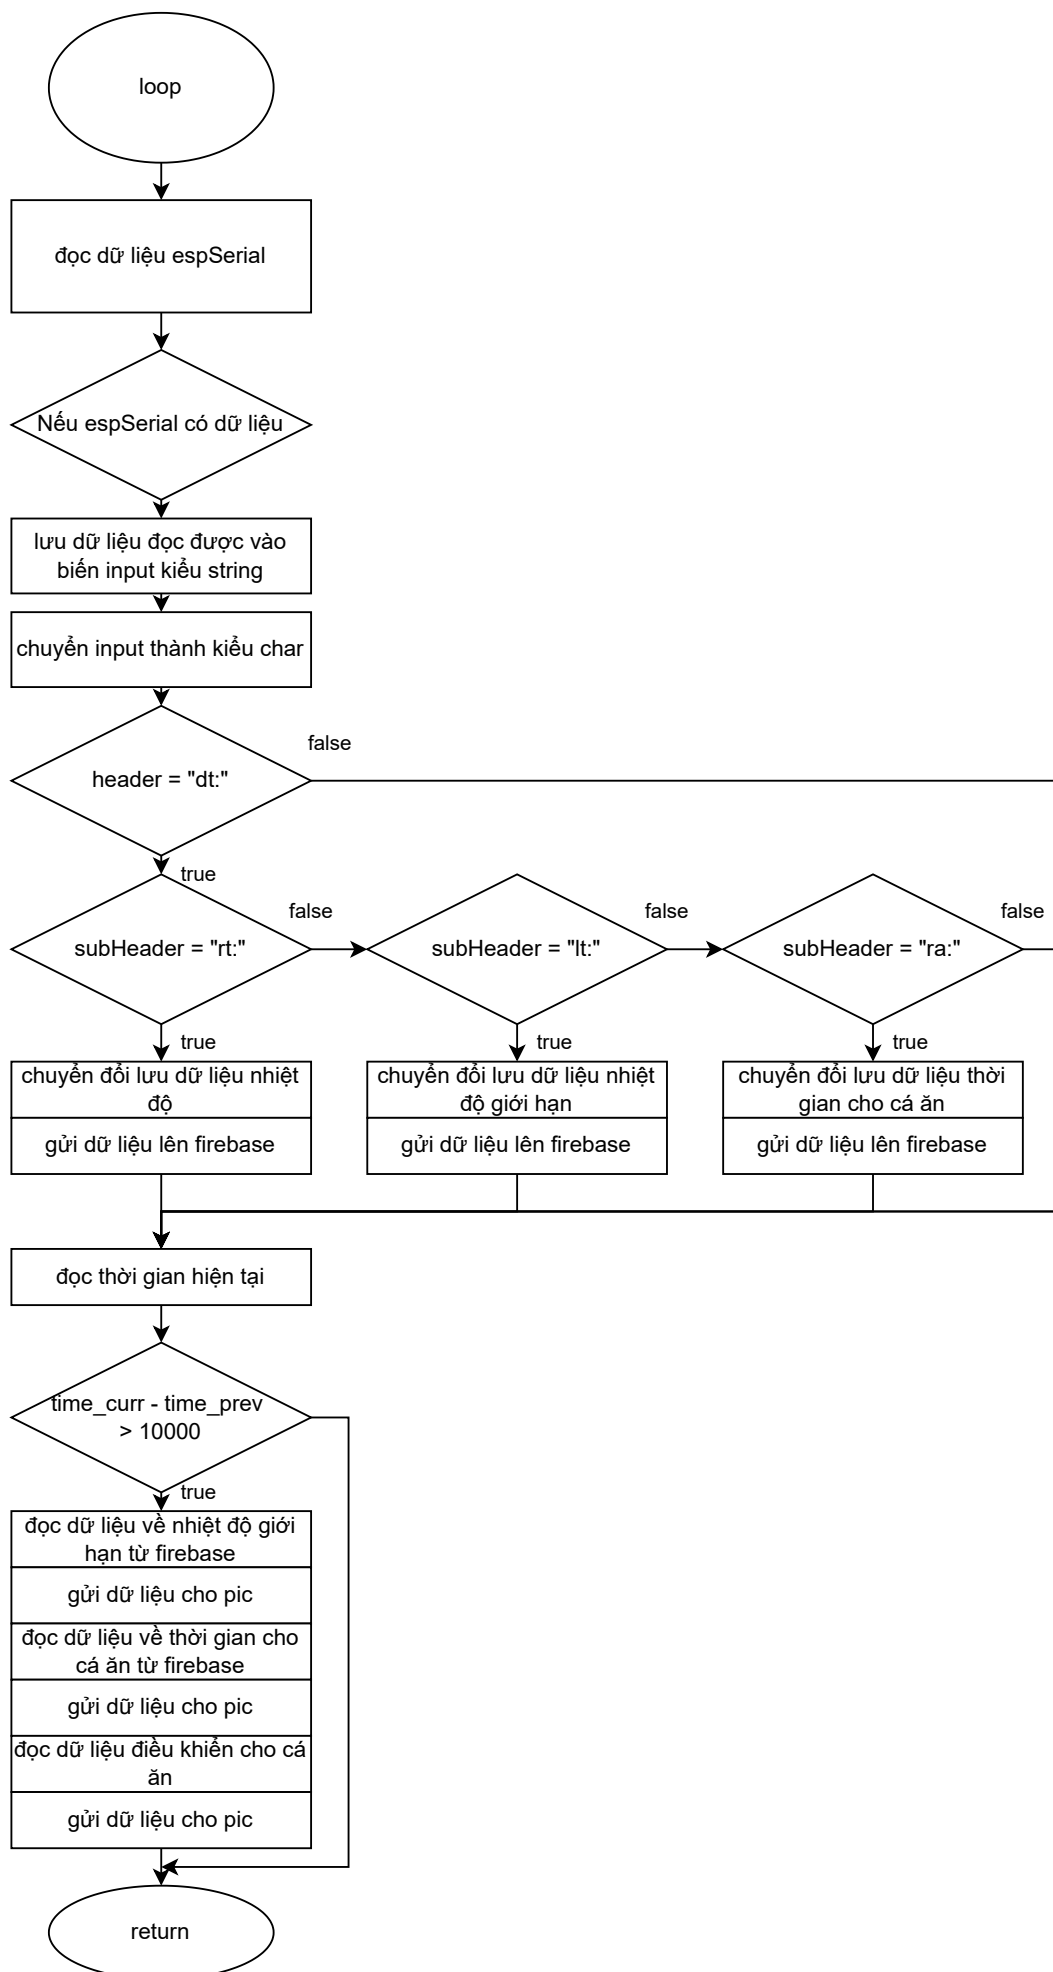 loop
đọc dữ liệu espSerial
Nếu espSerial có dữ liệu
lưu dữ liệu đọc được vào
biến input kiểu string
chuyển input thành kiểu char
false
header = "dt:"
true
false
false
false
subHeader = "rt:"
subHeader = "lt:"
subHeader = "ra:"
true
true
true
chuyển đổi lưu dữ liệu nhiệt
độ
gửi dữ liệu lên firebase
chuyển đổi lưu dữ liệu nhiệt
độ giới hạn
gửi dữ liệu lên firebase
chuyển đổi lưu dữ liệu thời
gian cho cá ăn
gửi dữ liệu lên firebase
đọc thời gian hiện tại
time_curr - time_prev
> 10000
true
đọc dữ liệu về nhiệt độ giới
hạn từ firebase
gửi dữ liệu cho pic
đọc dữ liệu về thời gian cho
cá ăn từ firebase
gửi dữ liệu cho pic
đọc dữ liệu điều khiển cho cá
ăn
gửi dữ liệu cho pic
return